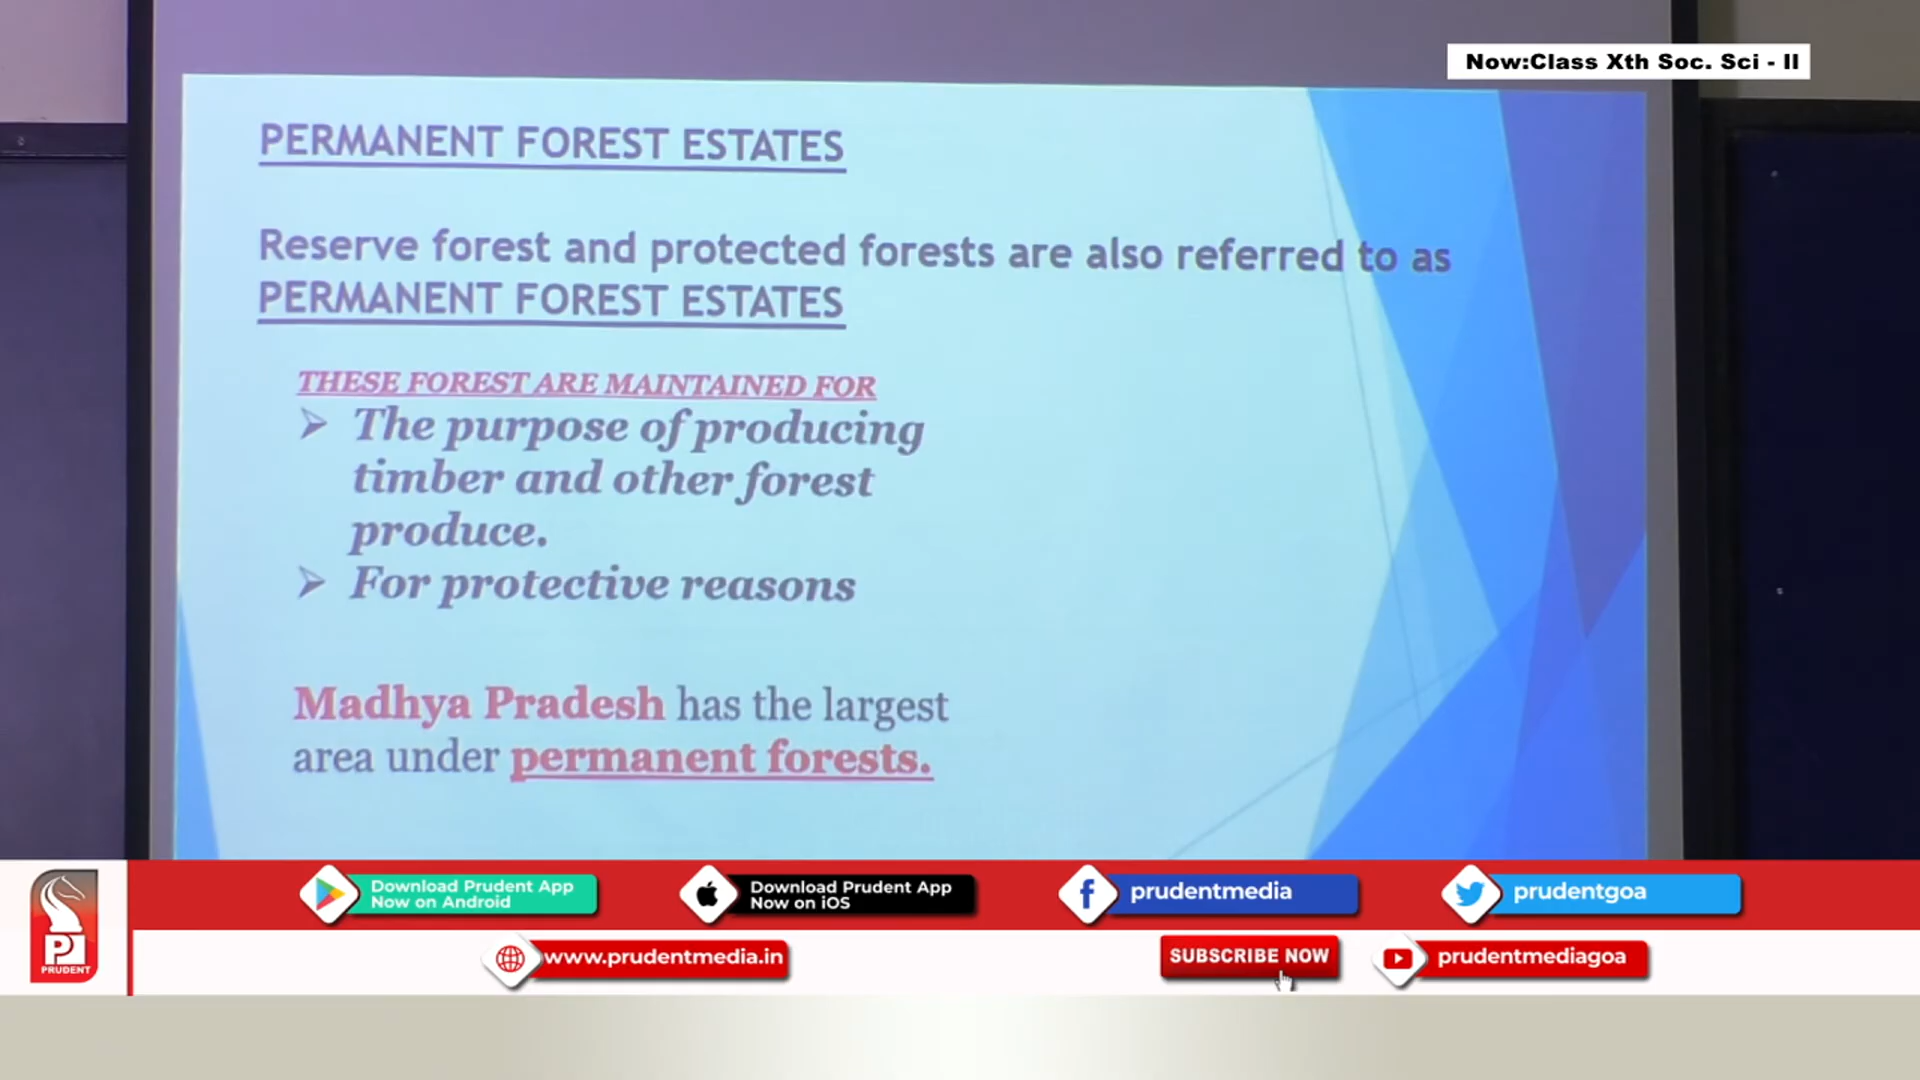 Now:Class Xth Soc. Sci - II
PERMANENT FOREST ESTATES
Reserve forest and protected forests are also referred to as
PERMANENT FOREST ESTATES
THESE FOREST ARE MAINTAINED FOR
➢ The purpose of producing
timber and other forest
produce.
➢ For protective reasons
Madhya Pradesh has the largest
area under permanent forests.
Download Prudent App
Now on Android
Download Prudent App
Now on iOS
prudentmedia
prudentgoa
PRUDENT
www.prudentmedia.in
SUBSCRIBE NOW
prudentmediagoa